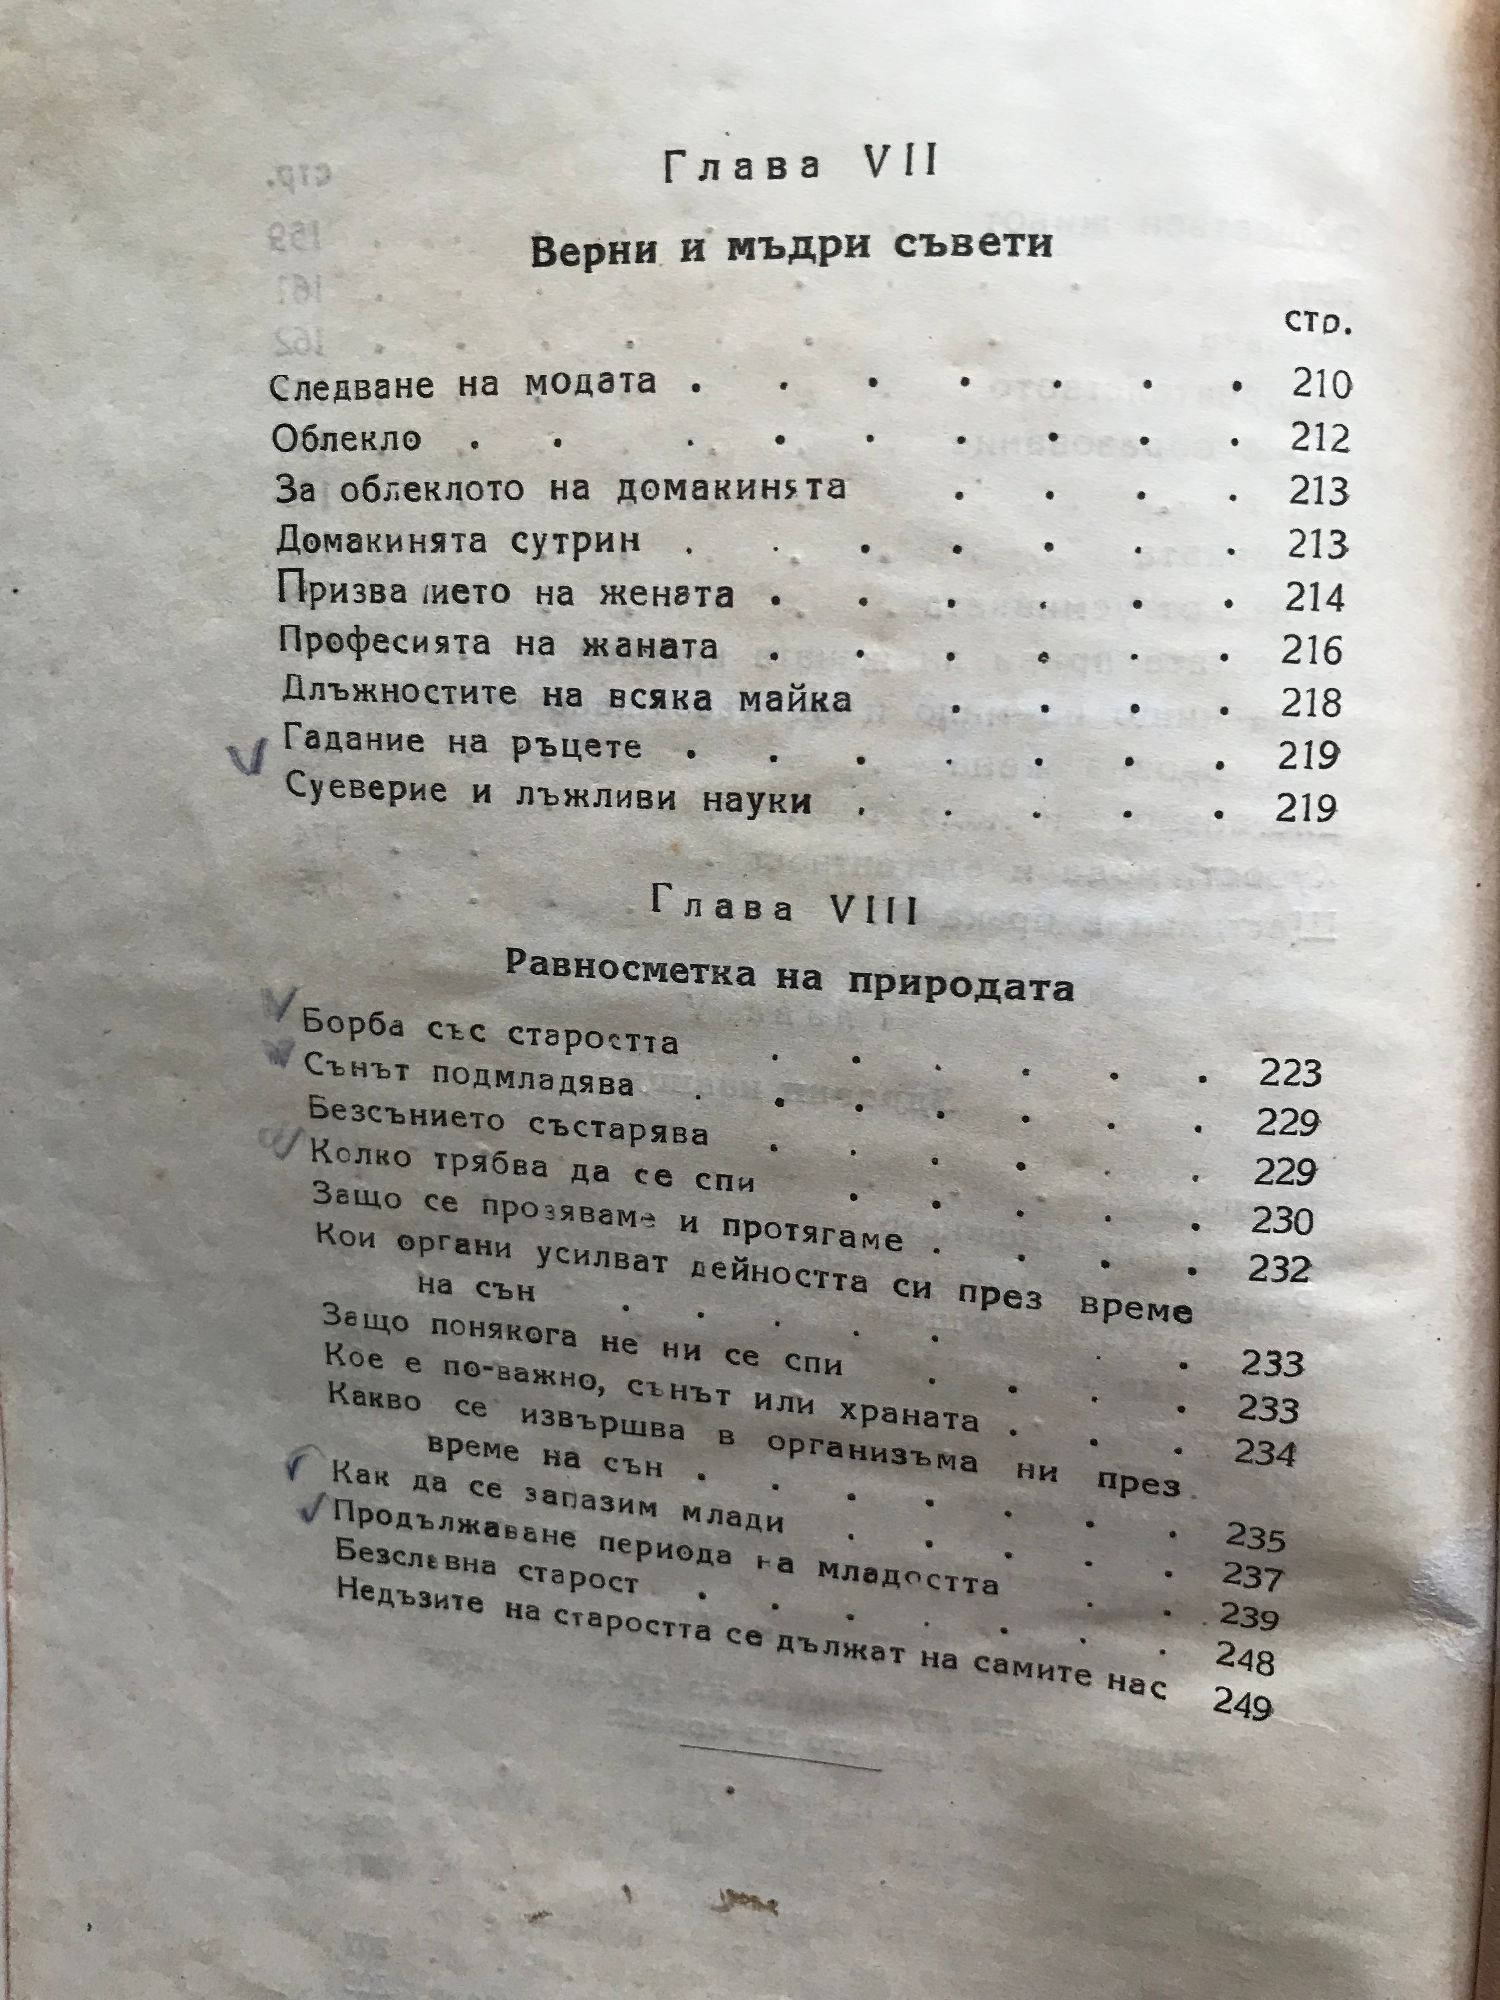 Глава VII
Верни и мъдри съвети
стр.
Следване на модата . . . . . . . 210
Облекло . . . . . . . . . 212
За облеклото на домакинята . . . . 213
Домакинята сутрин . . . . . . . 213
Призванието на жената . . . . . . 214
Професията на жаната . . . . . . 216
Длъжностите на всяка майка . . . . 218
Гадание на ръцете . . . . . . . 219
Суеверие и лъжливи науки . . . . . 219
Глава VIII
Равносметка на природата
Борба със старостта . . . . . . 223
Сънът подмладява . . . . . . . 229
Безсънието състарява . . . . . . 229
Колко трябва да се спи . . . . . 230
Защо се прозяваме и протягаме . . . . 232
Кои органи усилват дейността си през време
на сън . . . . . . . 233
Защо понякога не ни се спи . . . . 233
Кое е по-важно, сънът или храната . . . 234
Какво се извършва в организъма ни през
време на сън . . . . . . . 235
Как да се запазим млади . . . . . 237
Продължаване периода на младостта . . 239
Безславна старост . . . . . . . 248
Недъзите на старостта се дължат на самите нас 249